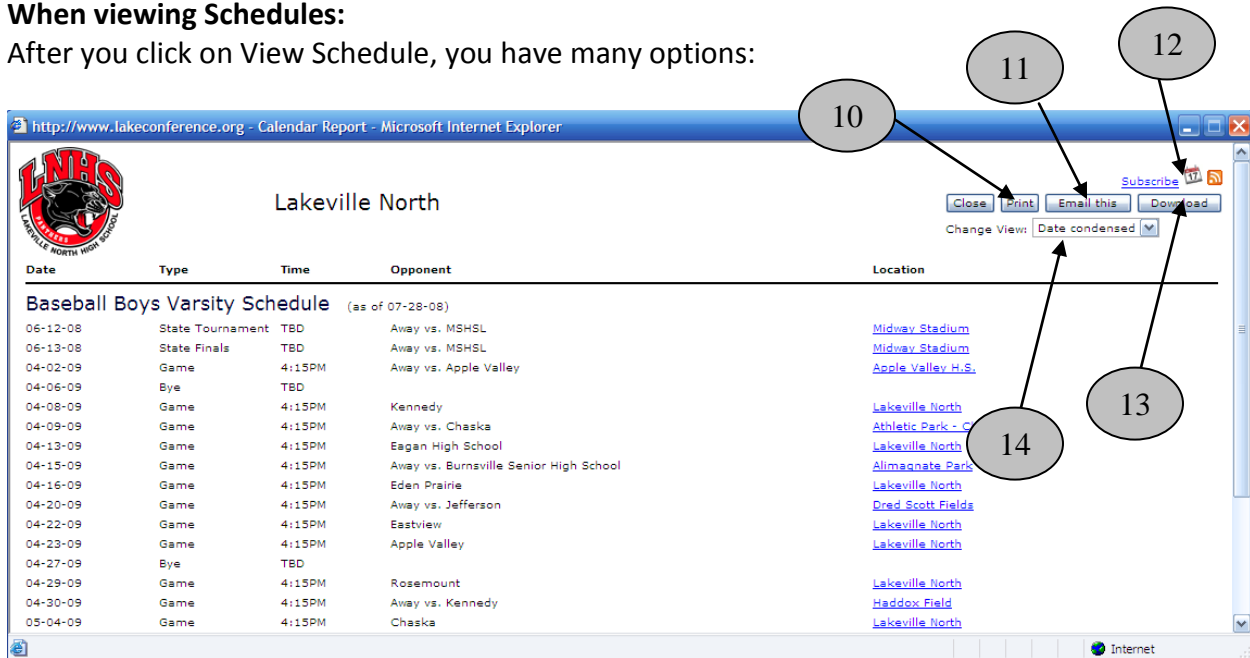 When viewing Schedules:
After you click on View Schedule, you have many options:
12
11
10
http://www.lakeconference.org - Calendar Report - Microsoft Internet Explorer
LNHS
PANTHERS
LAKEVILLE NORTH HIGH SCHOOL
Lakeville North
Subscribe 17
Close Print Email this Download
Change View: Date condensed
Date Type Time Opponent Location
Baseball Boys Varsity Schedule (as of 07-28-08)
06-12-08 State Tournament TBD Away vs. MSHSL Midway Stadium
06-13-08 State Finals TBD Away vs. MSHSL Midway Stadium
04-02-09 Game 4:15PM Away vs. Apple Valley Apple Valley H.S.
04-06-09 Bye TBD
04-08-09 Game 4:15PM Kennedy Lakeville North
04-09-09 Game 4:15PM Away vs. Chaska Athletic Park - C
13
04-13-09 Game 4:15PM Eagan High School Lakeville North
14
04-15-09 Game 4:15PM Away vs. Burnsville Senior High School Alimagnate Park
04-16-09 Game 4:15PM Eden Prairie Lakeville North
04-20-09 Game 4:15PM Away vs. Jefferson Dred Scott Fields
04-22-09 Game 4:15PM Eastview Lakeville North
04-23-09 Game 4:15PM Apple Valley Lakeville North
04-27-09 Bye TBD
04-29-09 Game 4:15PM Rosemount Lakeville North
04-30-09 Game 4:15PM Away vs. Kennedy Haddox Field
05-04-09 Game 4:15PM Chaska Lakeville North
Internet